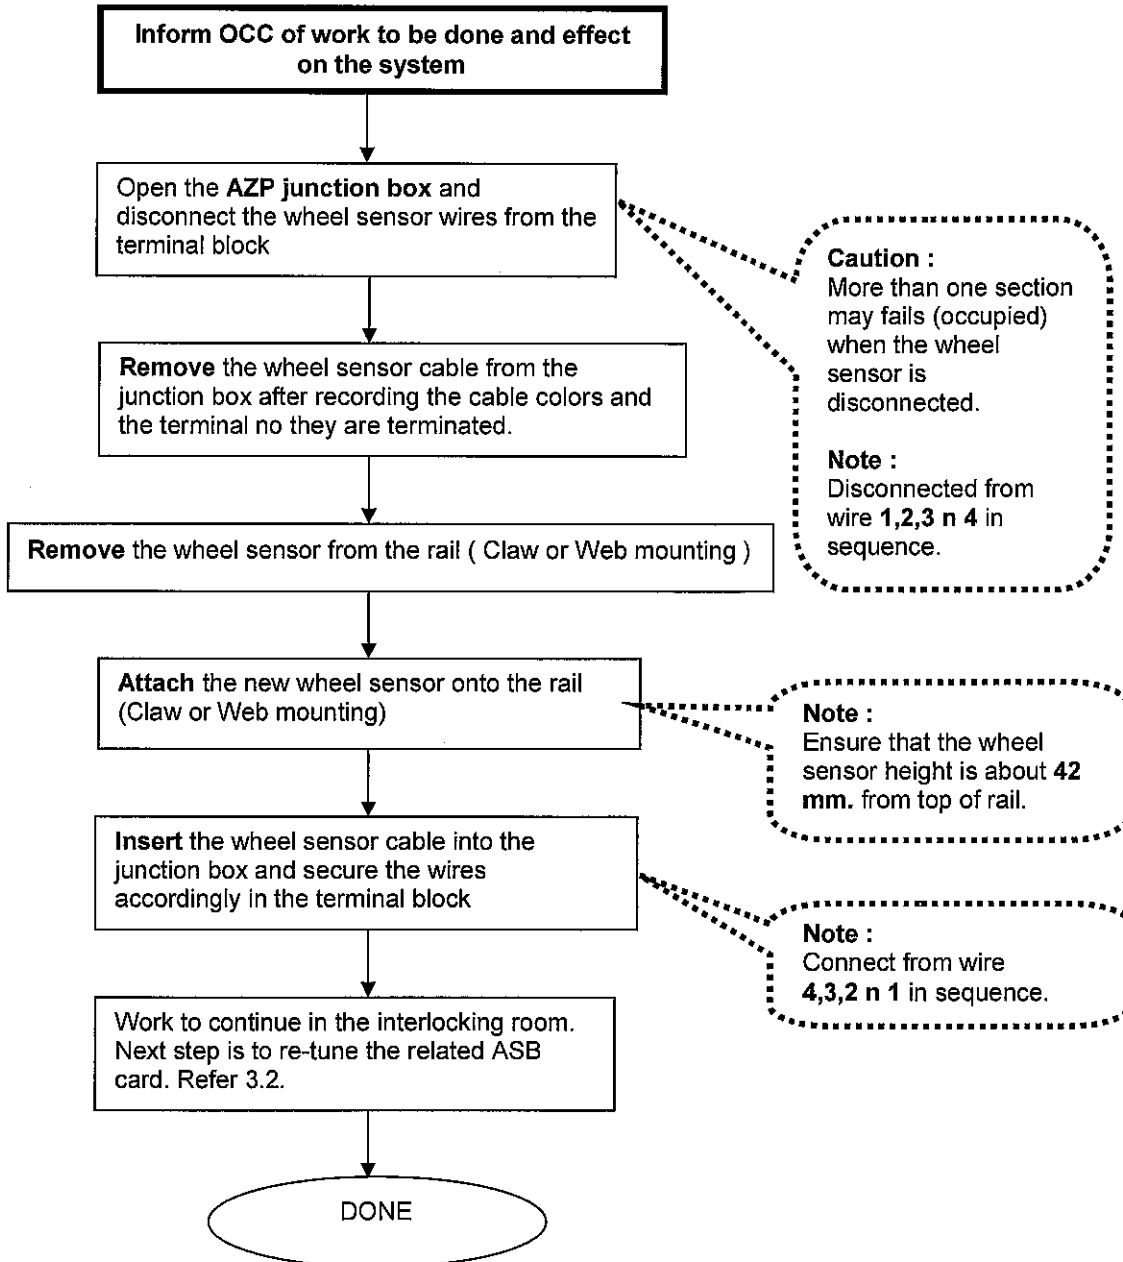 Inform OCC of work to be done and effect
on the system
Open the AZP junction box and
disconnect the wheel sensor wires from the
terminal block
Caution :
More than one section
may fails (occupied)
when the wheel
sensor is
disconnected.
Note :
Disconnected from
wire 1,2,3 n 4 in
sequence.
Remove the wheel sensor cable from the
junction box after recording the cable colors and
the terminal no they are terminated.
Remove the wheel sensor from the rail ( Claw or Web mounting )
Attach the new wheel sensor onto the rail
(Claw or Web mounting)
Note :
Ensure that the wheel
sensor height is about 42
mm. from top of rail.
Insert the wheel sensor cable into the
junction box and secure the wires
accordingly in the terminal block
Note :
Connect from wire
4,3,2 n 1 in sequence.
Work to continue in the interlocking room.
Next step is to re-tune the related ASB
card. Refer 3.2.
DONE